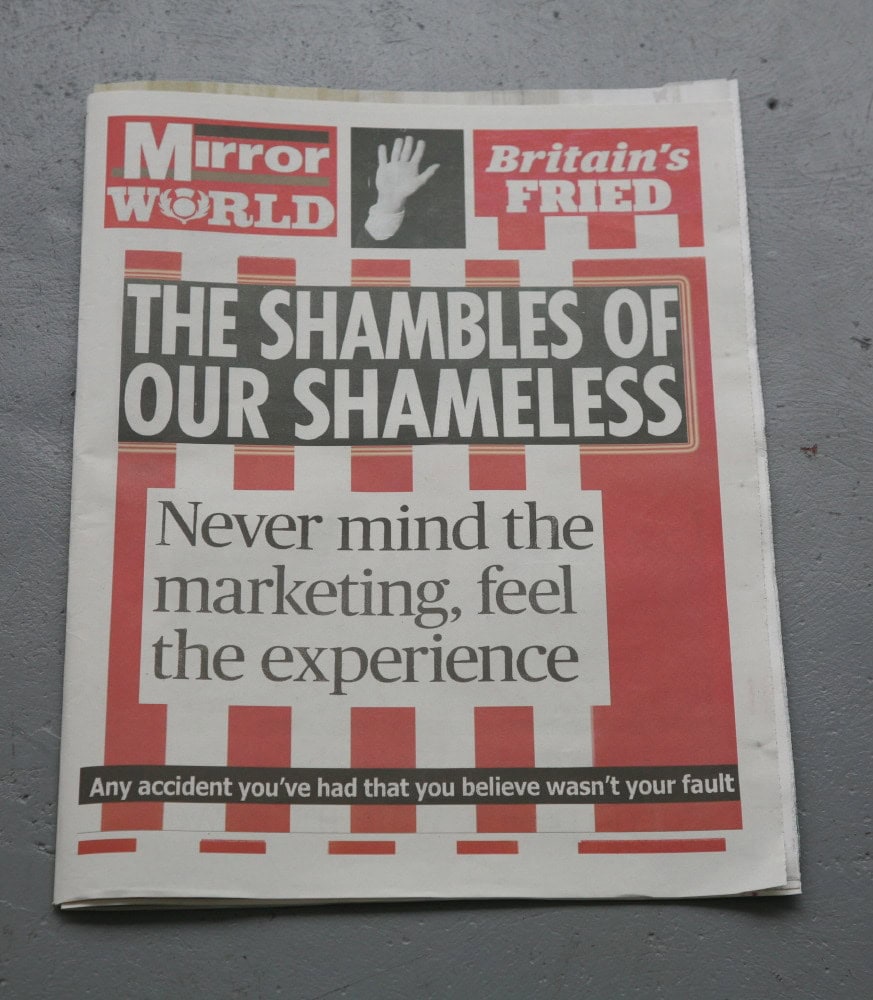 Mirror
WORLD
Britain's
FRIED
THE SHAMBLES OF
OUR SHAMELESS
Never mind the
marketing, feel
the experience
Any accident you've had that you believe wasn't your fault